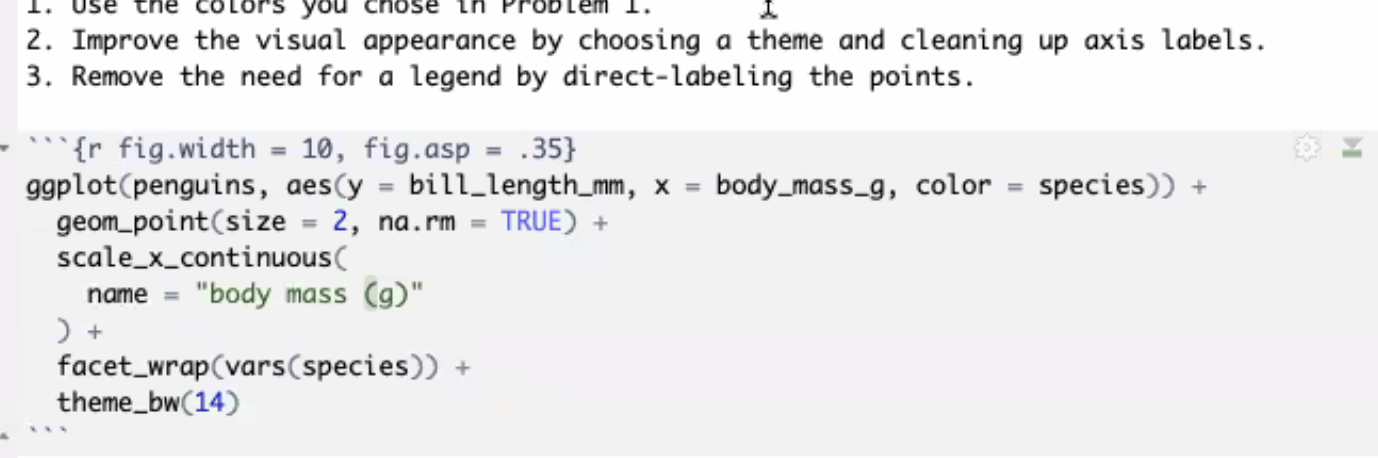 1. Use the colors you chose in Problem 1.
2. Improve the visual appearance by choosing a theme and cleaning up axis labels.
3. Remove the need for a legend by direct-labeling the points.
```{r fig.width = 10, fig.asp = .35}
ggplot(penguins, aes(y = bill_length_mm, x = body_mass_g, color = species)) +
  geom_point(size = 2, na.rm = TRUE) +
  scale_x_continuous(
    name = "body mass (g)"
  ) +
  facet_wrap(vars(species)) +
  theme_bw(14)
```